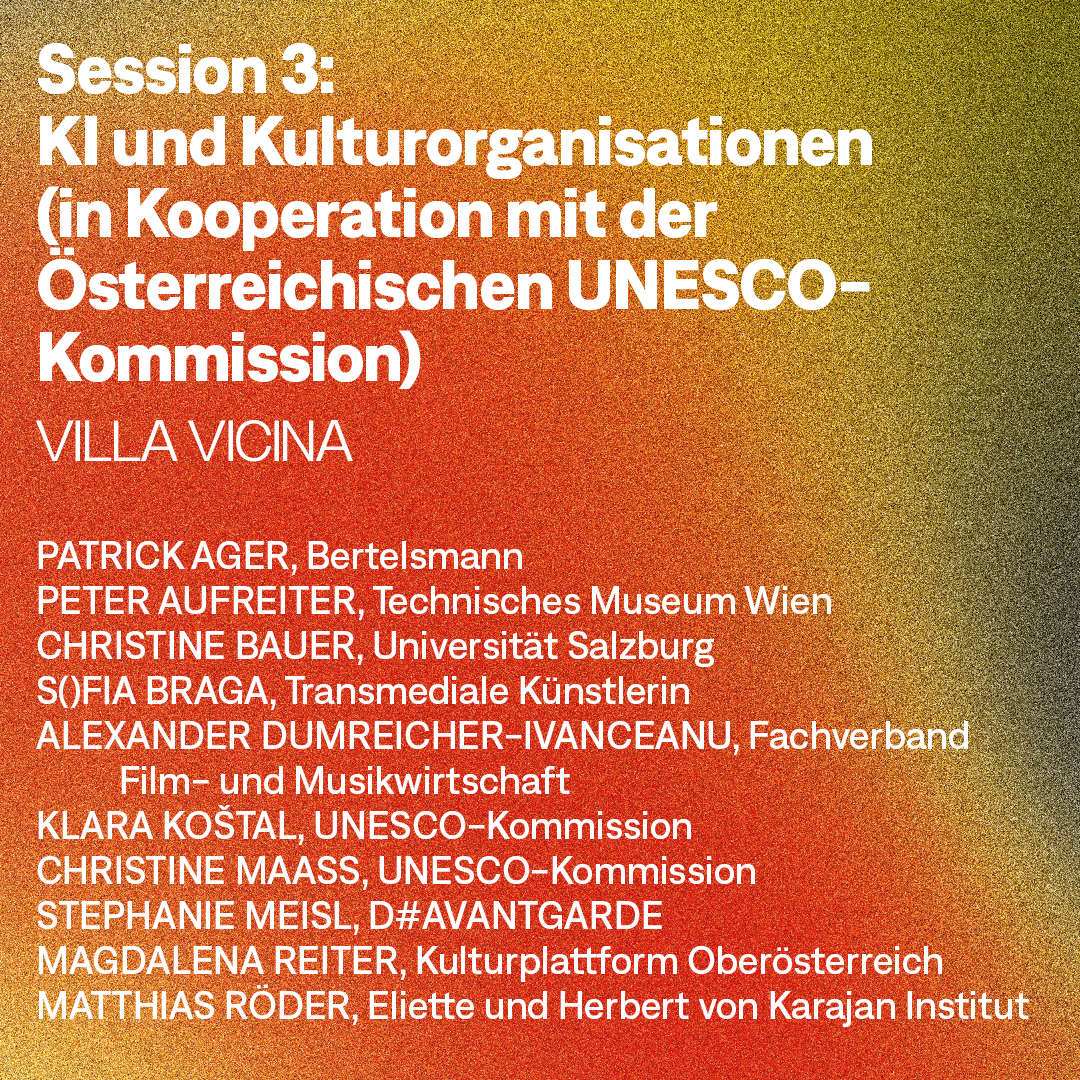 Session 3:
KI und Kulturorganisationen
(in Kooperation mit der
Österreichischen UNESCO-
Kommission)
VILLA VICINA
PATRICK AGER, Bertelsmann
PETER AUFREITER, Technisches Museum Wien
CHRISTINE BAUER, Universität Salzburg
S()FIA BRAGA, Transmediale Künstlerin
ALEXANDER DUMREICHER-IVANCEANU, Fachverband
Film- und Musikwirtschaft
KLARA KOŠTAL, UNESCO-Kommission
CHRISTINE MAASS, UNESCO-Kommission
STEPHANIE MEISL, D#AVANTGARDE
MAGDALENA REITER, Kulturplattform Oberösterreich
MATTHIAS RÖDER, Eliette und Herbert von Karajan Institut